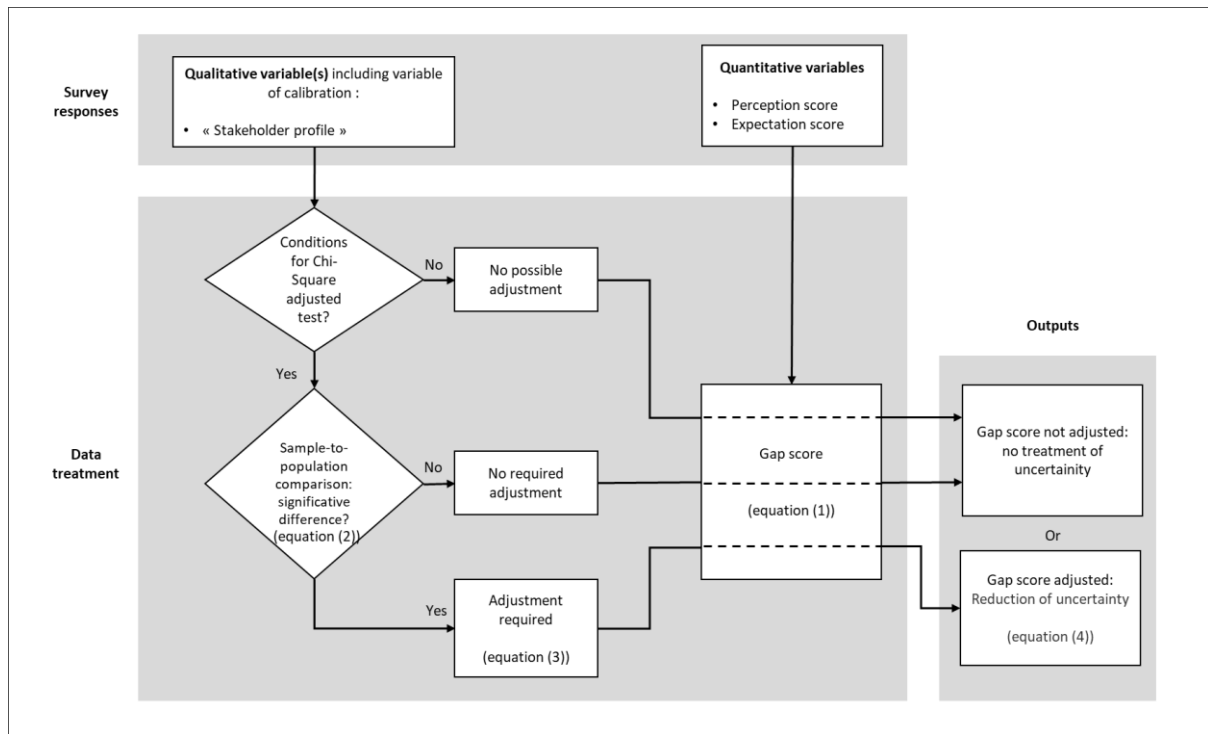 Survey
responses
Qualitative variable(s) including variable
of calibration :
• « Stakeholder profile »
Quantitative variables
• Perception score
• Expectation score
Data
treatment
Conditions
for Chi-
Square
adjusted
test?
No
No possible
adjustment
Yes
Sample-to-
population
comparison:
significative
difference?
(equation (2))
No
No required
adjustment
Yes
Adjustment
required
(equation (3))
Gap score
(equation (1))
Outputs
Gap score not adjusted:
no treatment of
uncertainity
Or
Gap score adjusted:
Reduction of uncertainty
(equation (4))